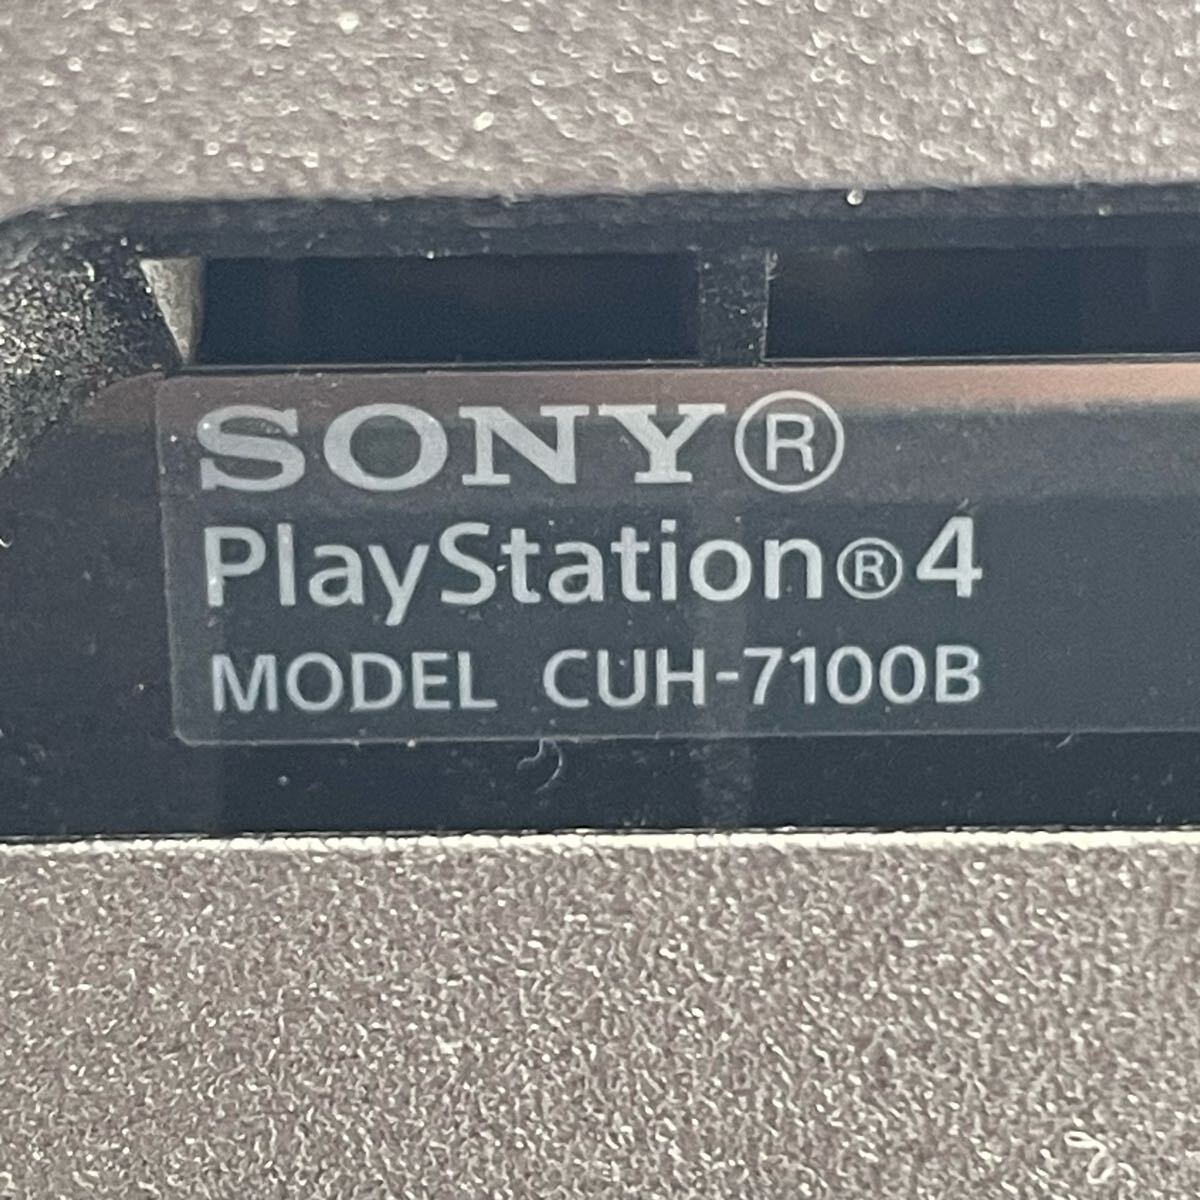 SONY®
PlayStation®4
MODEL CUH-7100B